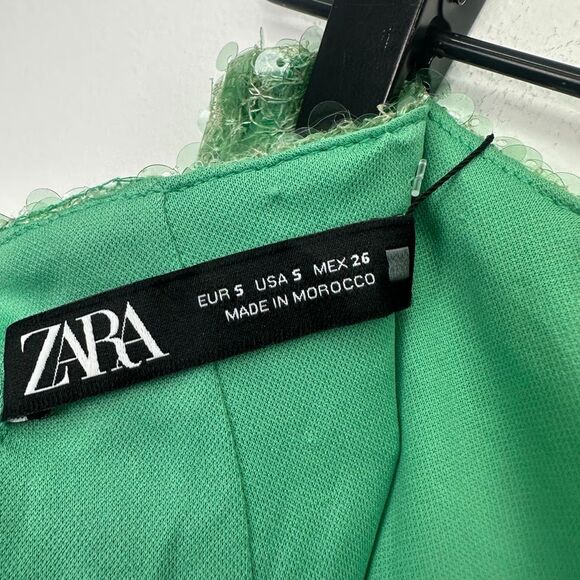 ZARA
EUR S USA S MEX 26
MADE IN MOROCCO